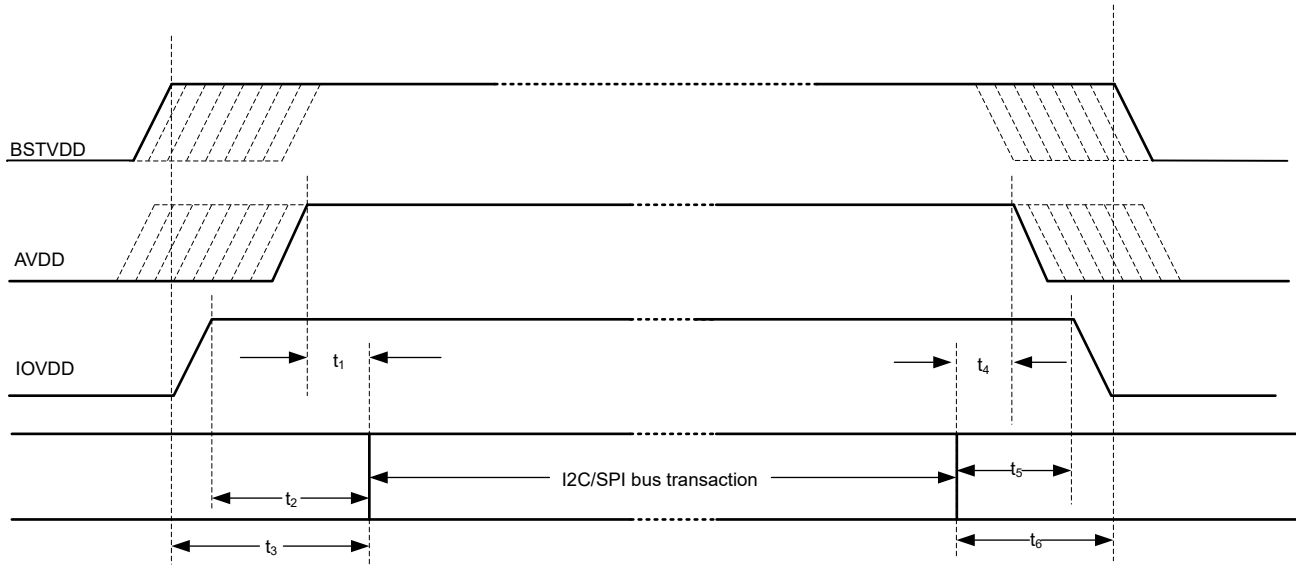 BSTVDD
AVDD
IOVDD
t₁
t₄
I2C/SPI bus transaction
t₅
t₂
t₃
t₆